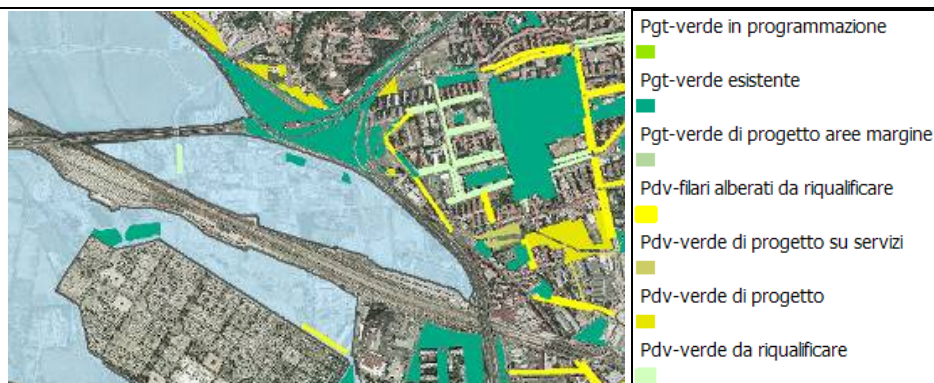 Pgt-verde in programmazione
Pgt-verde esistente
Pgt-verde di progetto aree margine
Pdv-filari alberati da riqualificare
Pdv-verde di progetto su servizi
Pdv-verde di progetto
Pdv-verde da riqualificare